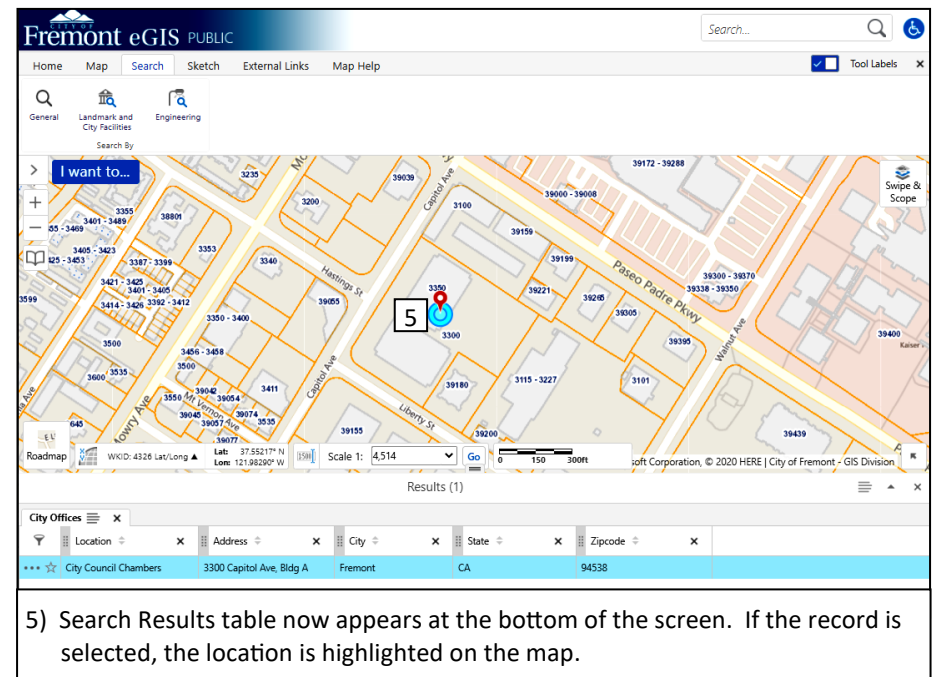 CITY OF
Fremont eGIS PUBLIC
Search...
Home Map Search Sketch External Links Map Help
Tool Labels
General
Landmark and
City Facilities
Engineering
Search By
I want to...
Swipe &
Scope
39172 - 39288
3235
39039
3200
Capitol Ave
3100
39000 - 39008
3355
3401 - 3489
38801
- 3469
39159
3405 - 3423
3387 - 3399
3353
3340
Hastings St
39199
Paseo Padre Pkwy
39300 - 39370
39338 - 39350
3421 - 3425
3401 - 3405
3414 - 3426
3392 - 3412
3599
39055
3350
39221
39265
39305
3350 - 3400
5
3300
39395
Walnut Ave
39400
Kaiser
3500
3456 - 3458
3500
3600
3535
3411
Capitol Ave
39180
3115 - 3227
3101
39042
39054
3550
Mt Vernon Ave
39045
39057
39074
3535
Liberty St
Mowry Ave
645
39077
39155
39200
39439
Roadmap
WKID: 4326 Lat/Long
Lat: 37.55217° N
Lon: 121.98290° W
Scale 1: 4,514
Go
0 150 300ft
soft Corporation, © 2020 HERE | City of Fremont - GIS Division
Results (1)
City Offices
Location Address City State Zipcode
City Council Chambers 3300 Capitol Ave, Bldg A Fremont CA 94538
5) Search Results table now appears at the bottom of the screen. If the record is
selected, the location is highlighted on the map.